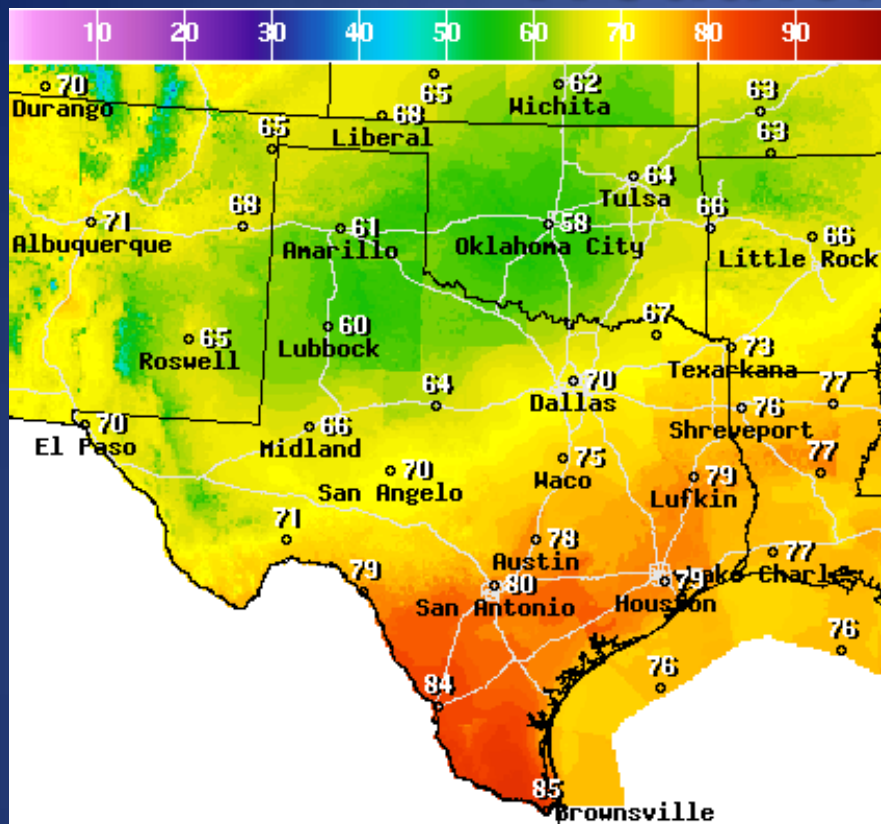 10 20 30 40 50 60 70 80 90
70 65 62 63
Durango Wichita
68
Liberal
65 63
64
Tulsa
71 68 61 58 66 66
Albuquerque Amarillo Oklahoma City Little Rock
65 60 67 73
Roswell Lubbock Texarkana
64 70 77
Dallas
70 66 76
El Paso Midland Shreveport
70 75 79 77
San Angelo Waco Lufkin
71 78 77
Austin
79 80 79 Lake Charles
San Antonio Houston
76
84 76
85
Brownsville